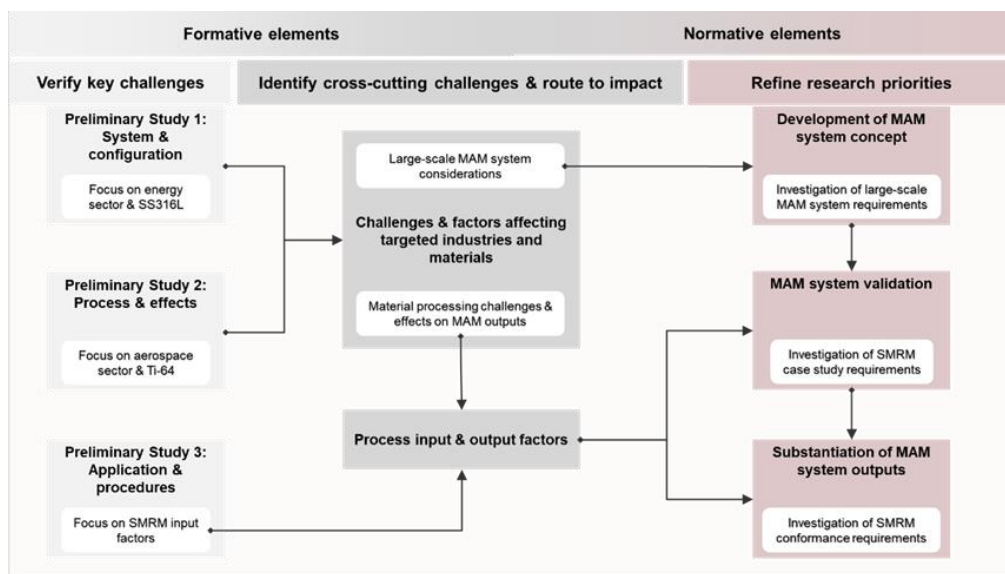 Formative elements
Normative elements
Verify key challenges
Identify cross-cutting challenges & route to impact
Refine research priorities
Preliminary Study 1:
System &
configuration
Focus on energy
sector & SS316L
Preliminary Study 2:
Process & effects
Focus on aerospace
sector & Ti-64
Preliminary Study 3:
Application &
procedures
Focus on SMRM input
factors
Large-scale MAM system
considerations
Challenges & factors affecting
targeted industries and
materials
Material processing challenges &
effects on MAM outputs
Process input & output factors
Development of MAM
system concept
Investigation of large-scale
MAM system requirements
MAM system validation
Investigation of SMRM
case study requirements
Substantiation of MAM
system outputs
Investigation of SMRM
conformance requirements